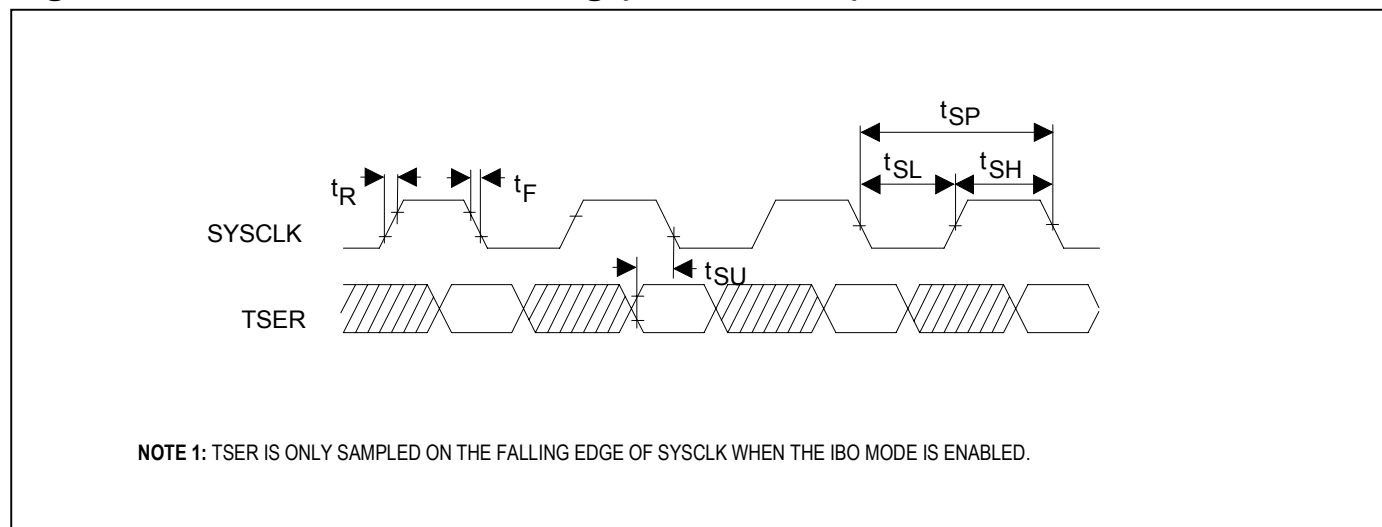 tSP
tSL tSH
tR tF
SYSCLK
tSU
TSER
NOTE 1: TSER IS ONLY SAMPLED ON THE FALLING EDGE OF SYSCLK WHEN THE IBO MODE IS ENABLED.